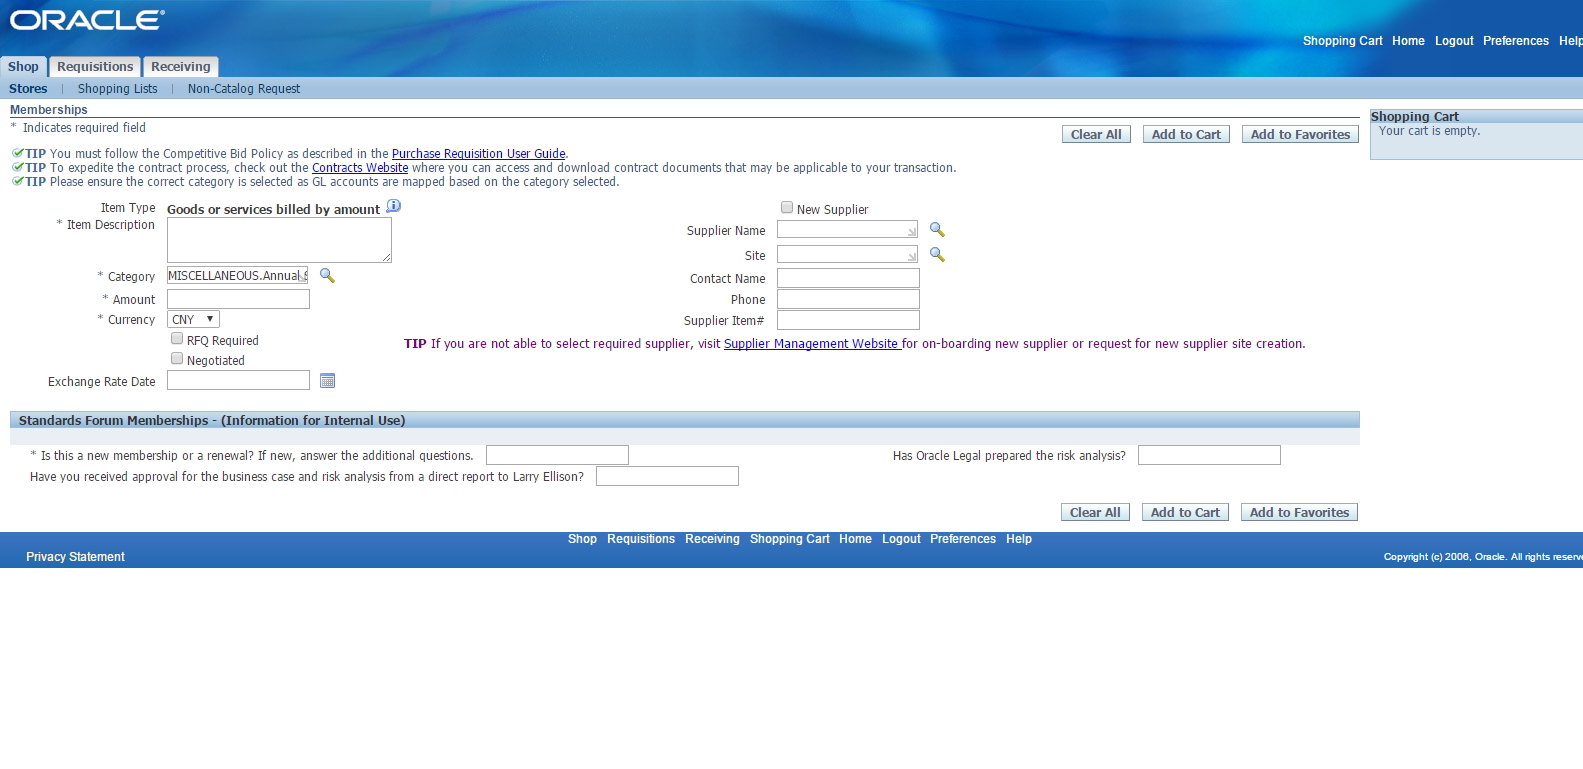 ORACLE®
Shopping Cart Home Logout Preferences Help
Shop Requisitions Receiving
Stores | Shopping Lists | Non-Catalog Request
Memberships
* Indicates required field
Clear All Add to Cart Add to Favorites
Shopping Cart
Your cart is empty.
TIP You must follow the Competitive Bid Policy as described in the Purchase Requisition User Guide.
TIP To expedite the contract process, check out the Contracts Website where you can access and download contract documents that may be applicable to your transaction.
TIP Please ensure the correct category is selected as GL accounts are mapped based on the category selected.
Item Type Goods or services billed by amount
* Item Description
* Category MISCELLANEOUS.Annual
* Amount
* Currency CNY
RFQ Required
Negotiated
Exchange Rate Date
New Supplier
Supplier Name
Site
Contact Name
Phone
Supplier Item#
TIP If you are not able to select required supplier, visit Supplier Management Website for on-boarding new supplier or request for new supplier site creation.
Standards Forum Memberships - (Information for Internal Use)
* Is this a new membership or a renewal? If new, answer the additional questions.
Has Oracle Legal prepared the risk analysis?
Have you received approval for the business case and risk analysis from a direct report to Larry Ellison?
Clear All Add to Cart Add to Favorites
Shop Requisitions Receiving Shopping Cart Home Logout Preferences Help
Privacy Statement
Copyright (c) 2006, Oracle. All rights reserve